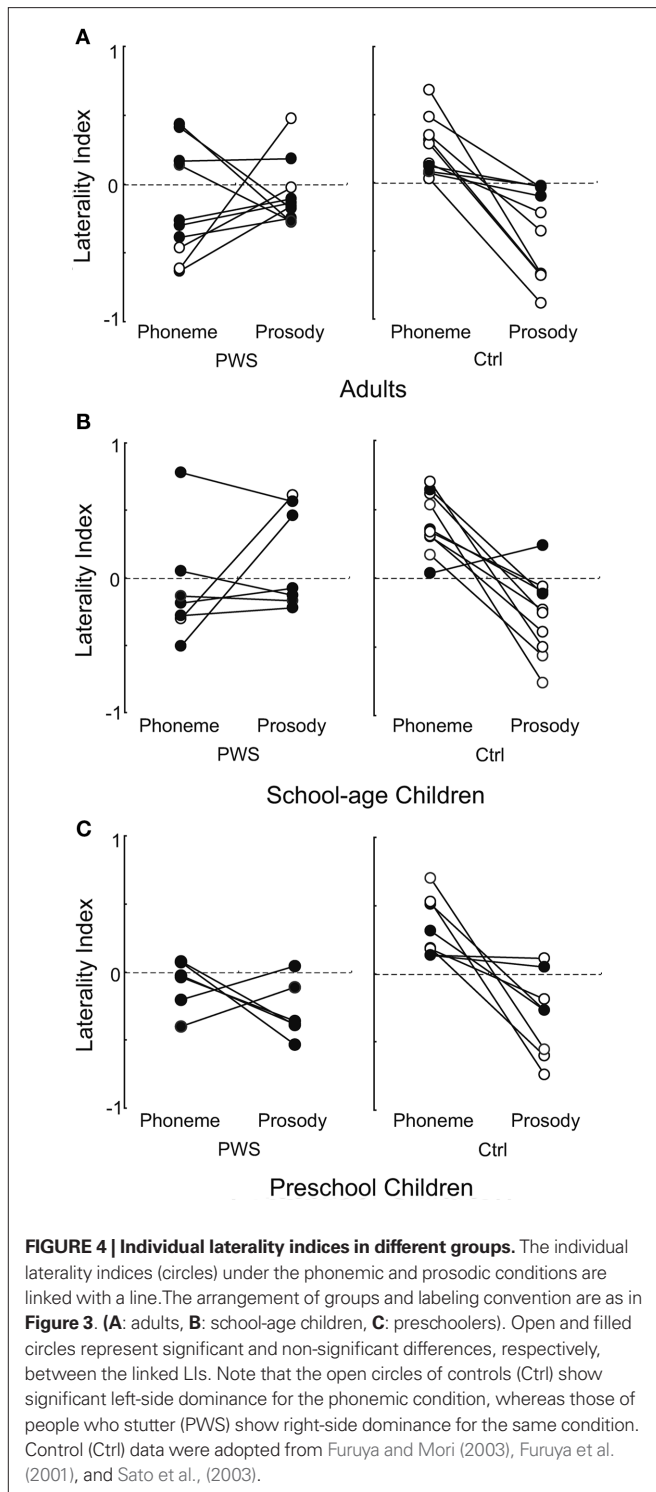 A
1
0
-1
Laterality Index
Phoneme Prosody
PWS
Phoneme Prosody
Ctrl
Adults
B
1
0
-1
Laterality Index
Phoneme Prosody
PWS
Phoneme Prosody
Ctrl
School-age Children
C
1
0
-1
Laterality Index
Phoneme Prosody
PWS
Phoneme Prosody
Ctrl
Preschool Children
FIGURE 4 | Individual laterality indices in different groups. The individual
laterality indices (circles) under the phonemic and prosodic conditions are
linked with a line.The arrangement of groups and labeling convention are as in
Figure 3. (A: adults, B: school-age children, C: preschoolers). Open and filled
circles represent significant and non-significant differences, respectively,
between the linked LIs. Note that the open circles of controls (Ctrl) show
significant left-side dominance for the phonemic condition, whereas those of
people who stutter (PWS) show right-side dominance for the same condition.
Control (Ctrl) data were adopted from Furuya and Mori (2003), Furuya et al.
(2001), and Sato et al., (2003).